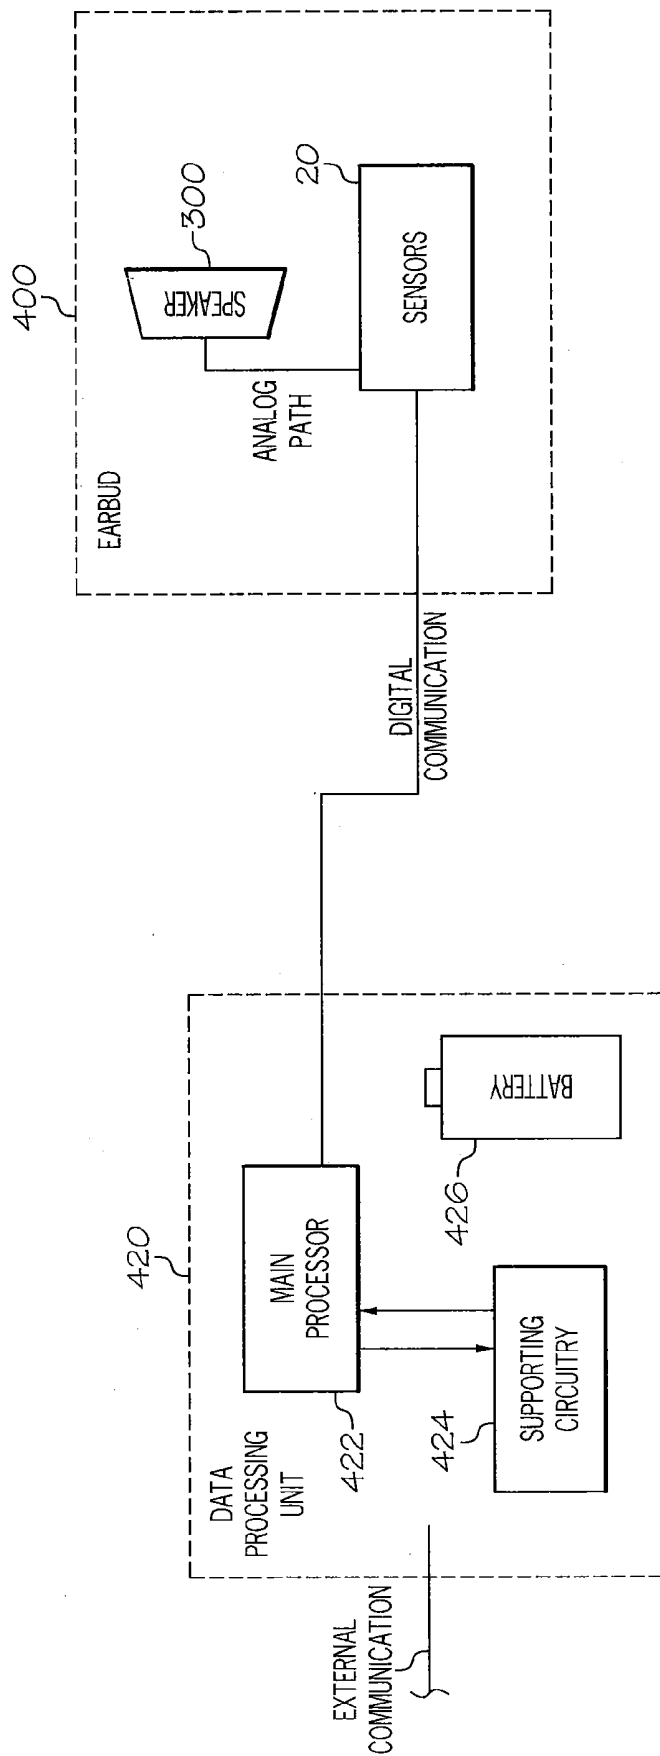 400
EARBUD
300
SPEAKER
ANALOG
PATH
20
SENSORS
DIGITAL
COMMUNICATION
420
DATA
PROCESSING
UNIT
MAIN
PROCESSOR
422
424
SUPPORTING
CIRCUITRY
426
BATTERY
EXTERNAL
COMMUNICATION